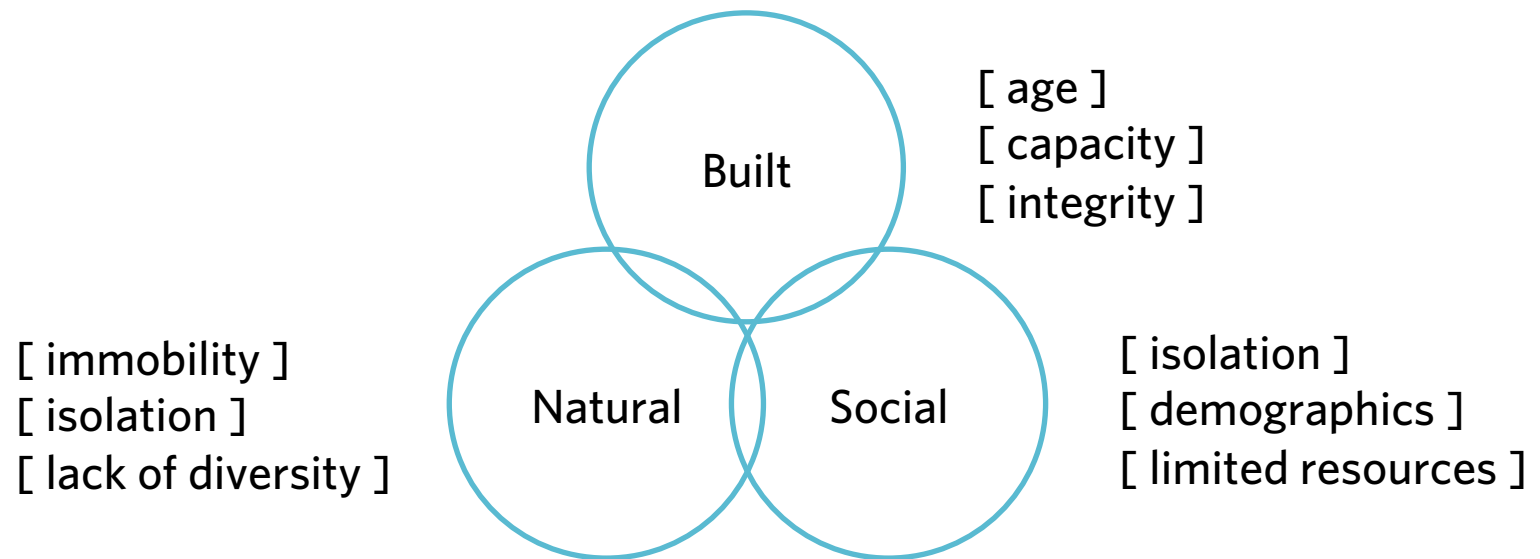 [ age ]
[ capacity ]
[ integrity ]
Built
[ immobility ]
[ isolation ]
[ lack of diversity ]
Natural
Social
[ isolation ]
[ demographics ]
[ limited resources ]